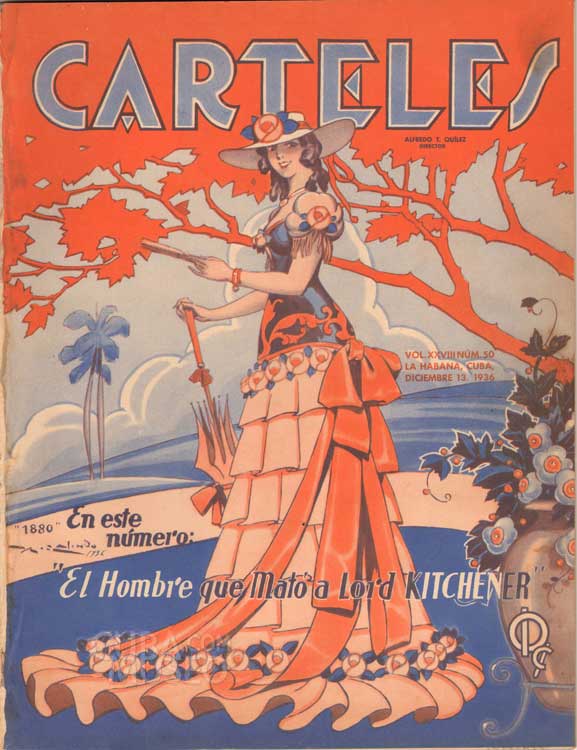 CARTELES
ALFREDO T. QUÍLEZ
DIRECTOR
VOL. XXVIII NÚM. 50
LA HABANA, CUBA,
DICIEMBRE 13, 1936
"1880"
En este
número:
1936
"El Hombre que Mató a Lord KITCHENER"